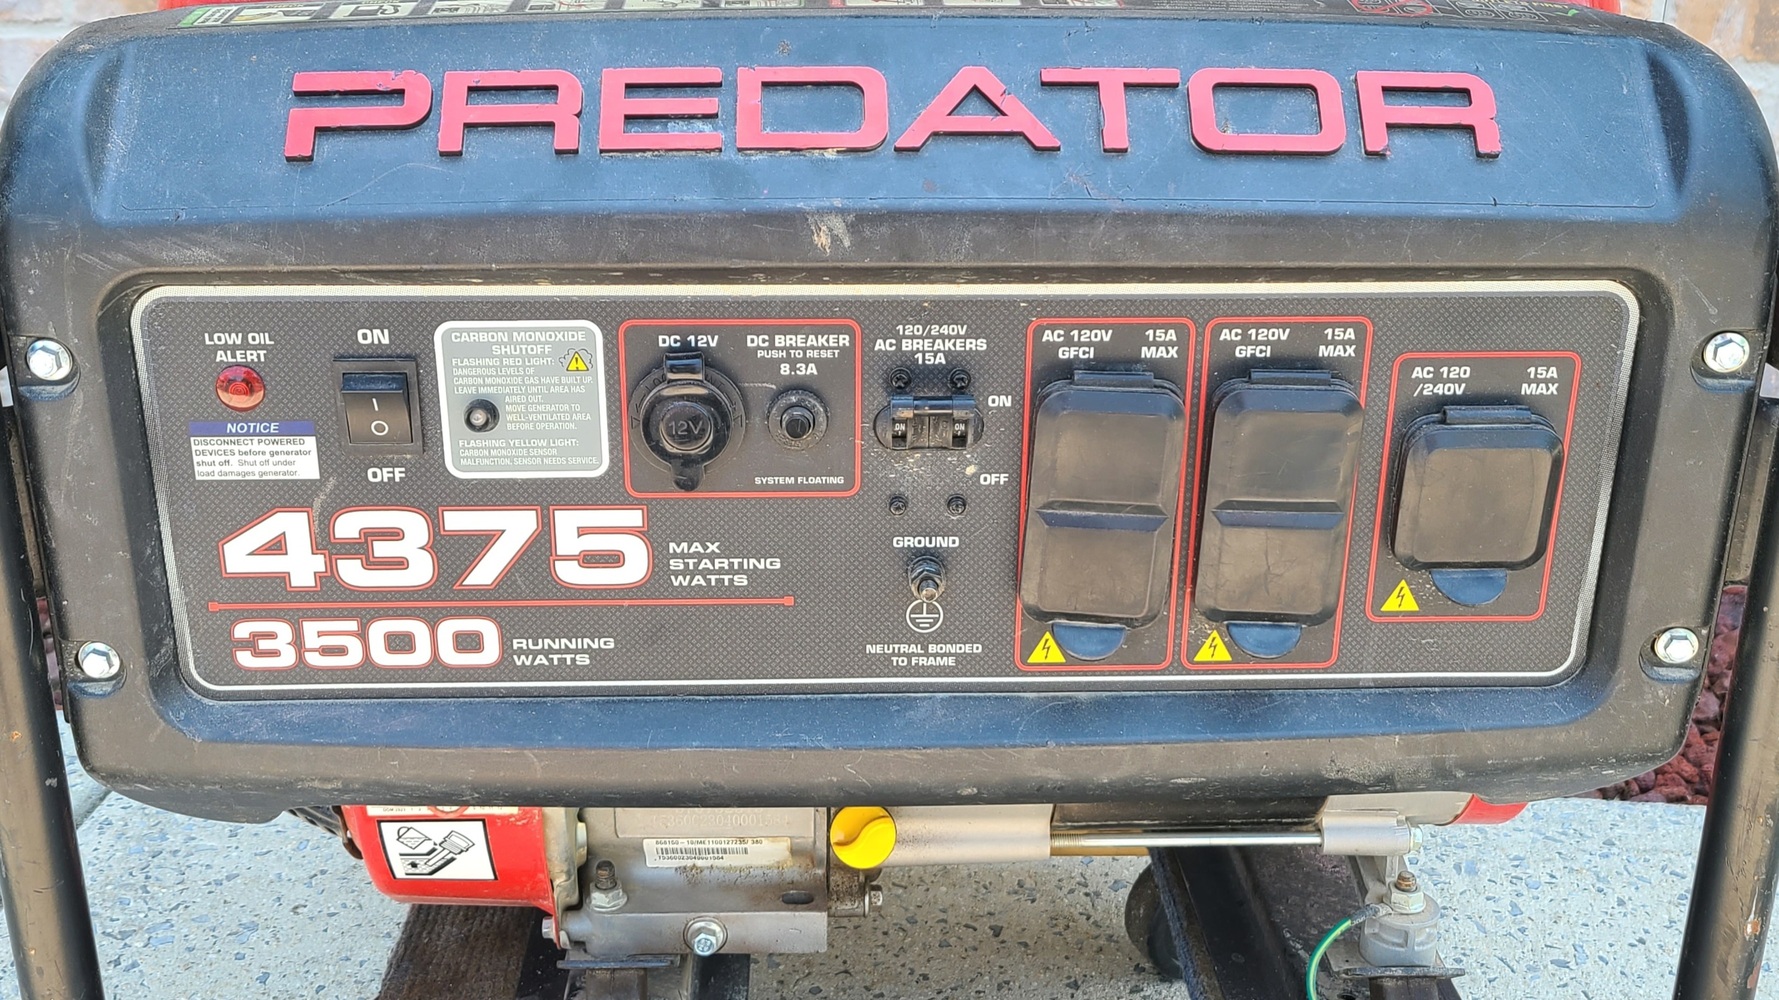 PREDATOR
LOW OIL
ALERT
NOTICE
DISCONNECT POWERED
DEVICES before generator
shut off. Shut off under
load damages generator.
ON
I
O
OFF
CARBON MONOXIDE
SHUTOFF
FLASHING RED LIGHT:
DANGEROUS LEVELS OF
CARBON MONOXIDE GAS HAVE BUILT UP.
LEAVE IMMEDIATELY UNTIL AREA HAS
AIRED OUT.
MOVE GENERATOR TO
WELL-VENTILATED AREA
BEFORE OPERATION.
FLASHING YELLOW LIGHT:
CARBON MONOXIDE SENSOR
MALFUNCTION, SENSOR NEEDS SERVICE.
DC 12V
12V
DC BREAKER
PUSH TO RESET
8.3A
SYSTEM FLOATING
120/240V
AC BREAKERS
15A
ON
ON
ON
OFF
GROUND
NEUTRAL BONDED
TO FRAME
AC 120V 15A
GFCI MAX
AC 120V 15A
GFCI MAX
AC 120 15A
/240V MAX
4375
MAX
STARTING
WATTS
3500
RUNNING
WATTS